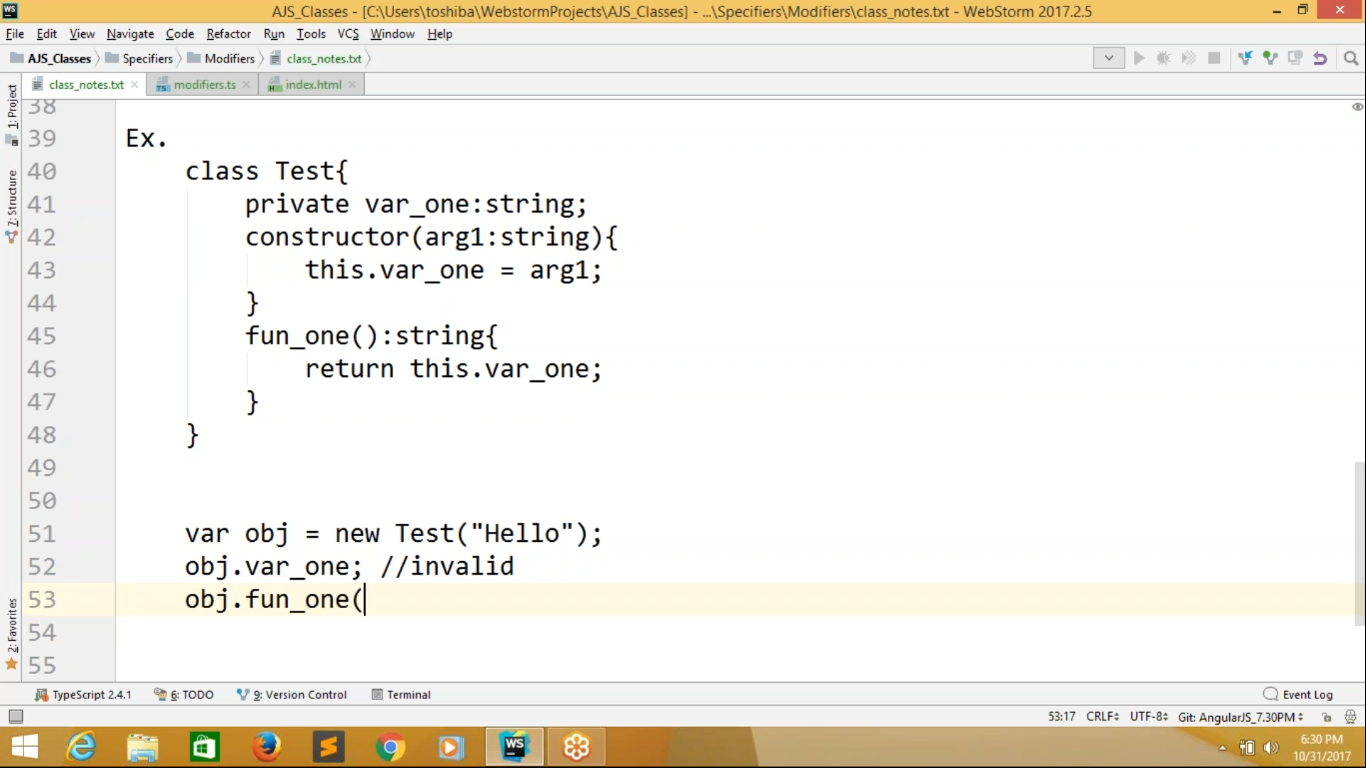 AJS_Classes - [C:\Users\toshiba\WebstormProjects\AJS_Classes] - ...\Specifiers\Modifiers\class_notes.txt - WebStorm 2017.2.5
File Edit View Navigate Code Refactor Run Tools VCS Window Help
AJS_Classes Specifiers Modifiers class_notes.txt
class_notes.txt modifiers.ts index.html
1: Project
7: Structure
2: Favorites
38
39 Ex.
40 class Test{
41 private var_one:string;
42 constructor(arg1:string){
43 this.var_one = arg1;
44 }
45 fun_one():string{
46 return this.var_one;
47 }
48 }
49
50
51 var obj = new Test("Hello");
52 obj.var_one; //invalid
53 obj.fun_one(
54
55
TypeScript 2.4.1 6: TODO 9: Version Control Terminal Event Log
53:17 CRLF UTF-8 Git: AngularJS_7.30PM
WS
6:30 PM
10/31/2017